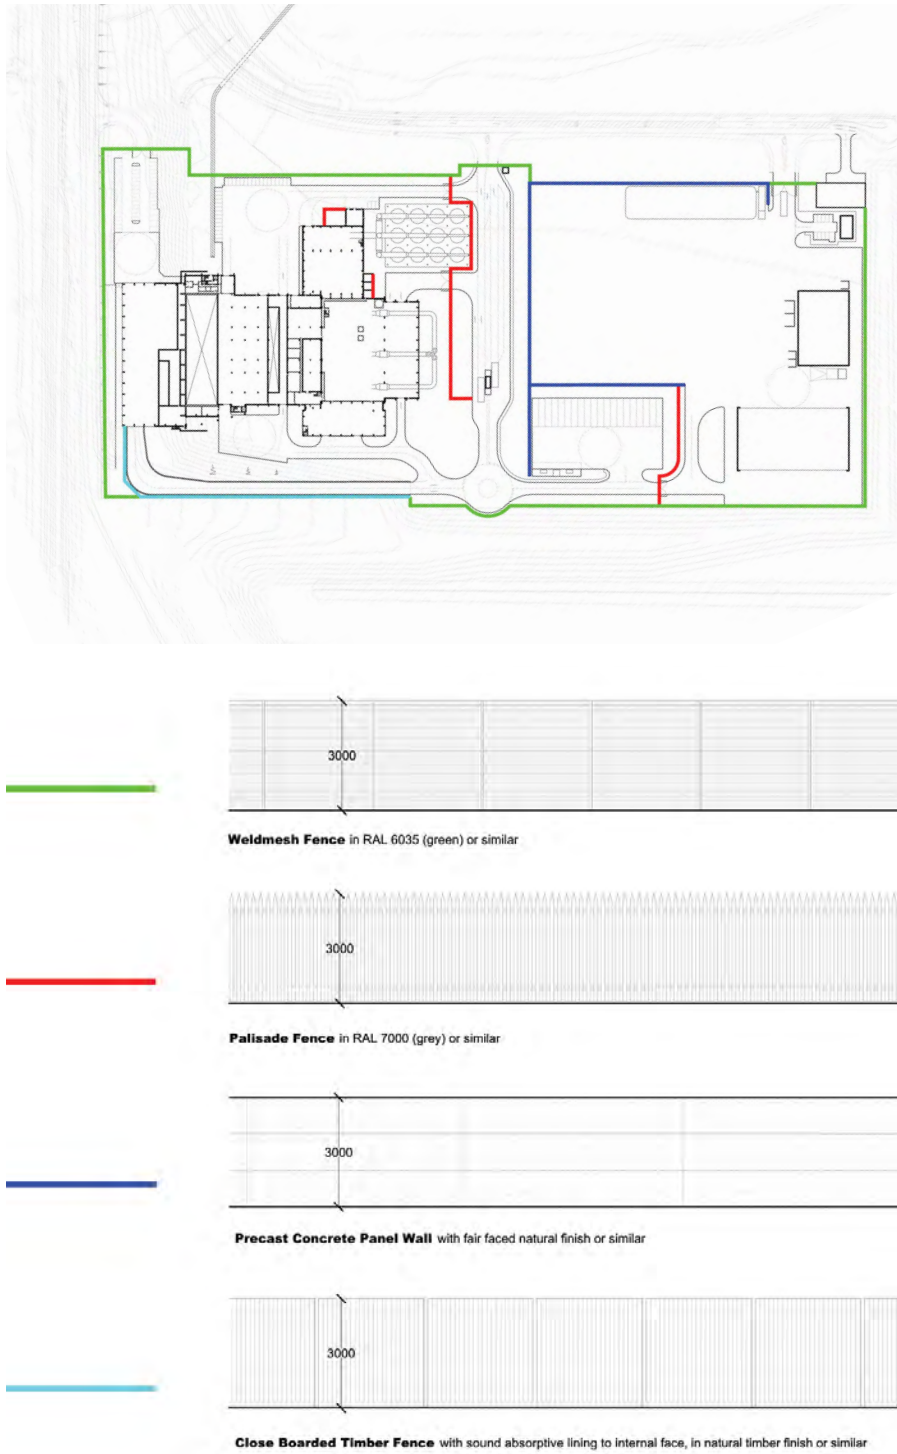 3000
Weldmesh Fence in RAL 6035 (green) or similar
3000
Palisade Fence in RAL 7000 (grey) or similar
3000
Precast Concrete Panel Wall with fair faced natural finish or similar
3000
Close Boarded Timber Fence with sound absorptive lining to internal face, in natural timber finish or similar